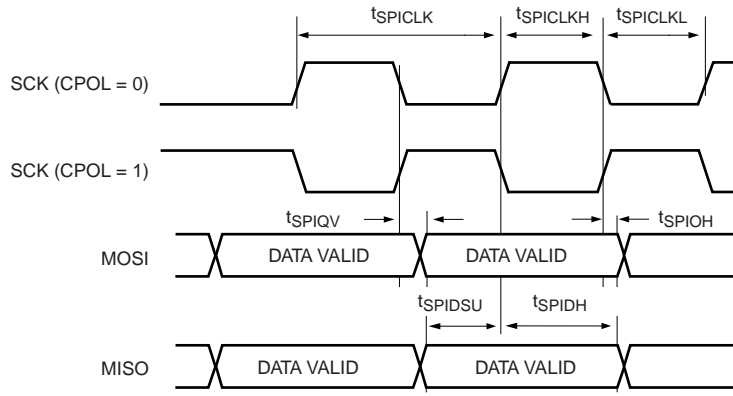 tSPICLK tSPICLKH tSPICLKL
SCK (CPOL = 0)
SCK (CPOL = 1)
tSPIQV tSPIOH
MOSI DATA VALID DATA VALID
tSPIDSU tSPIDH
MISO DATA VALID DATA VALID